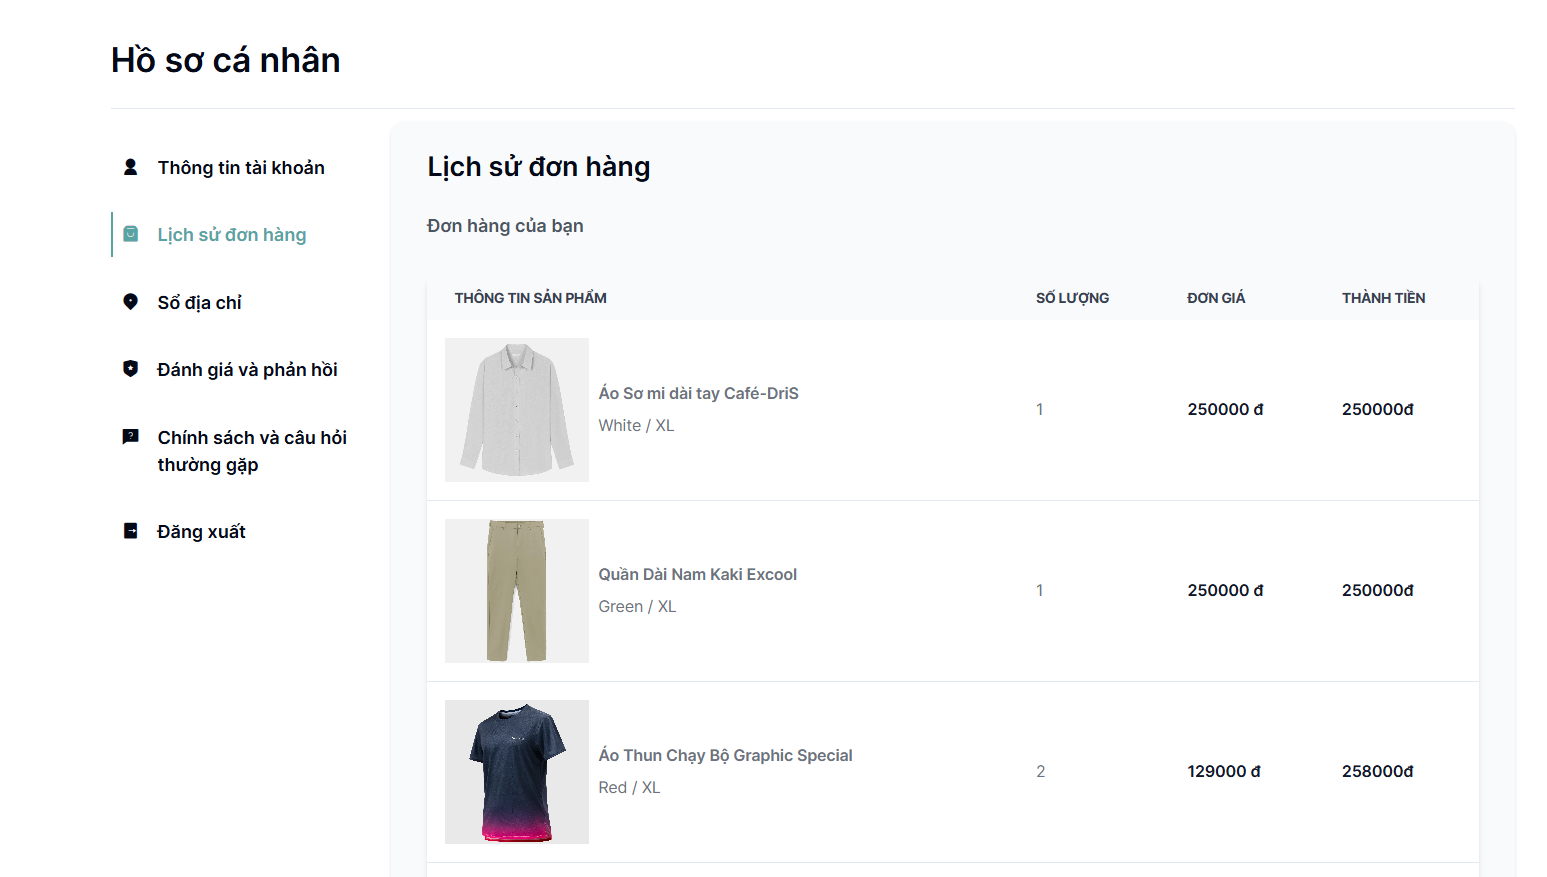 Hồ sơ cá nhân
Thông tin tài khoản
Lịch sử đơn hàng
Sổ địa chỉ
Đánh giá và phản hồi
Chính sách và câu hỏi
thường gặp
Đăng xuất
Lịch sử đơn hàng
Đơn hàng của bạn
THÔNG TIN SẢN PHẨM SỐ LƯỢNG ĐƠN GIÁ THÀNH TIỀN
Áo Sơ mi dài tay Café-DriS
White / XL
1 250000 đ 250000đ
Quần Dài Nam Kaki Excool
Green / XL
1 250000 đ 250000đ
Áo Thun Chạy Bộ Graphic Special
Red / XL
2 129000 đ 258000đ